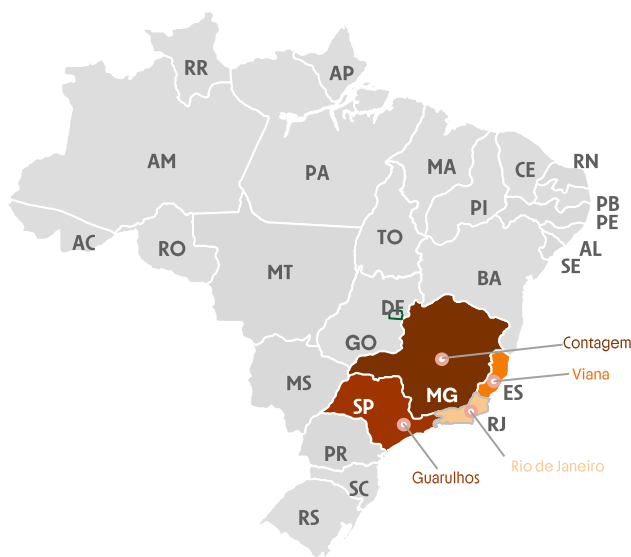 RR
AP
AM
PA
MA
CE
RN
PI
PB
PE
AC
RO
TO
AL
SE
MT
BA
DF
GO
Contagem
Viana
MS
MG
ES
SP
RJ
PR
Rio de Janeiro
Guarulhos
SC
RS